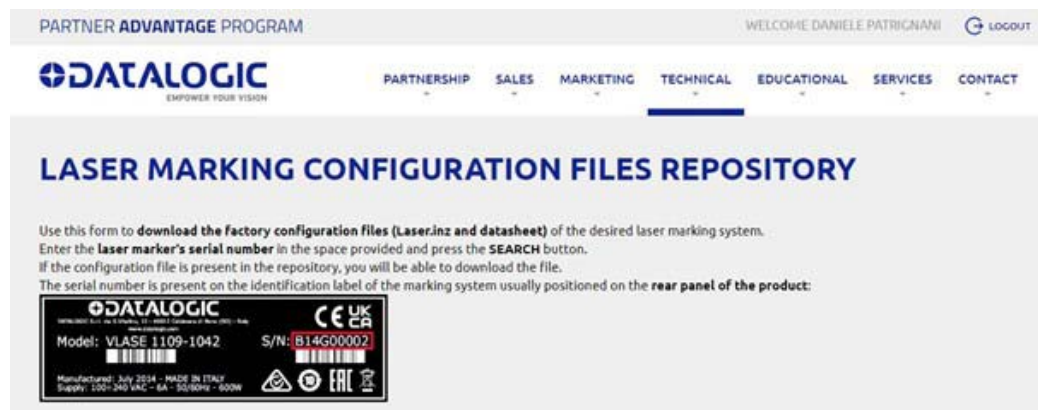 PARTNER ADVANTAGE PROGRAM
WELCOME DANIELE PATRIGNANI
LOGOUT
DATALOGIC
EMPOWER YOUR VISION
PARTNERSHIP SALES MARKETING TECHNICAL EDUCATIONAL SERVICES CONTACT
LASER MARKING CONFIGURATION FILES REPOSITORY
Use this form to download the factory configuration files (Laser.inz and datasheet) of the desired laser marking system.
Enter the laser marker's serial number in the space provided and press the SEARCH button.
If the configuration file is present in the repository, you will be able to download the file.
The serial number is present on the identification label of the marking system usually positioned on the rear panel of the product:
DATALOGIC
CE UK CA
Model: VLASE 1109-1042 S/N: B14G00002
Manufactured: July 2014 - MADE IN ITALY
Supply: 100-240 VAC - 6A - 50/60Hz - 600W
EAC